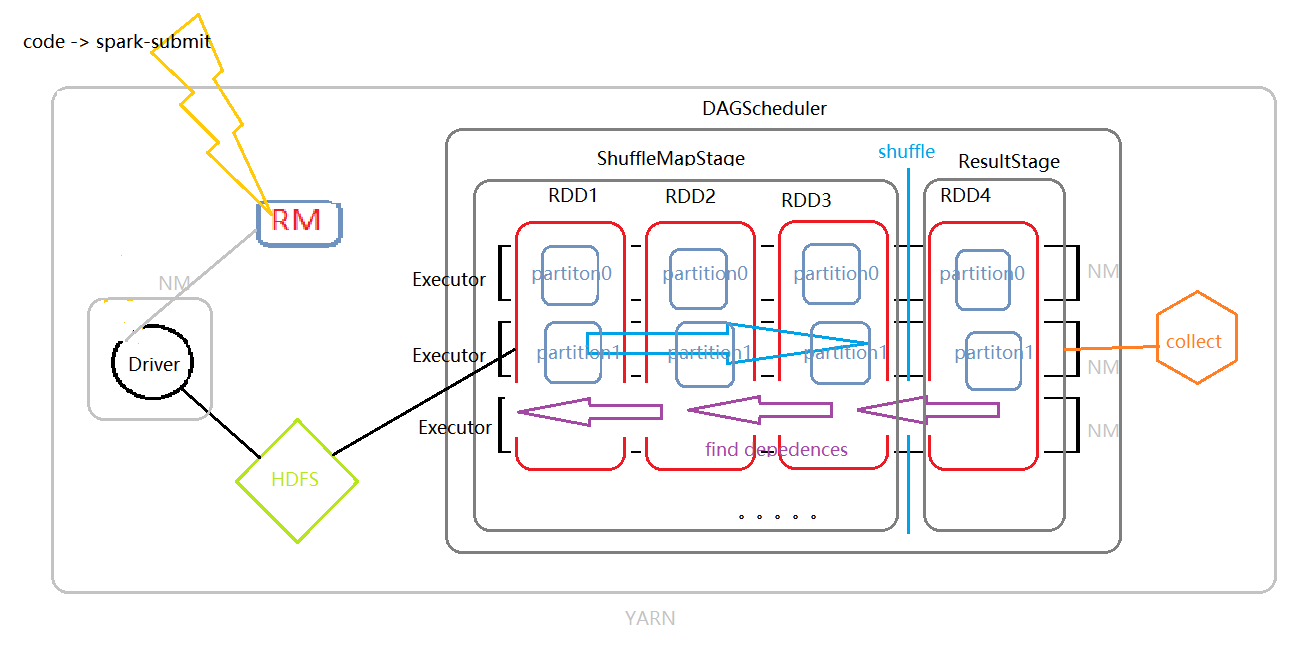 code -> spark-submit
DAGScheduler
ShuffleMapStage
shuffle
ResultStage
RDD1
RDD2
RDD3
RDD4
RM
NM
Driver
HDFS
Executor
partiton0
partition0
partition0
partition0
NM
Executor
partition1
partition1
partition1
partition1
NM
collect
Executor
NM
find depedences
YARN